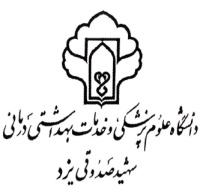 دانشگاه علوم پزشکی و خدمات بهداشتی درمانی
شهید صدوقی یزد